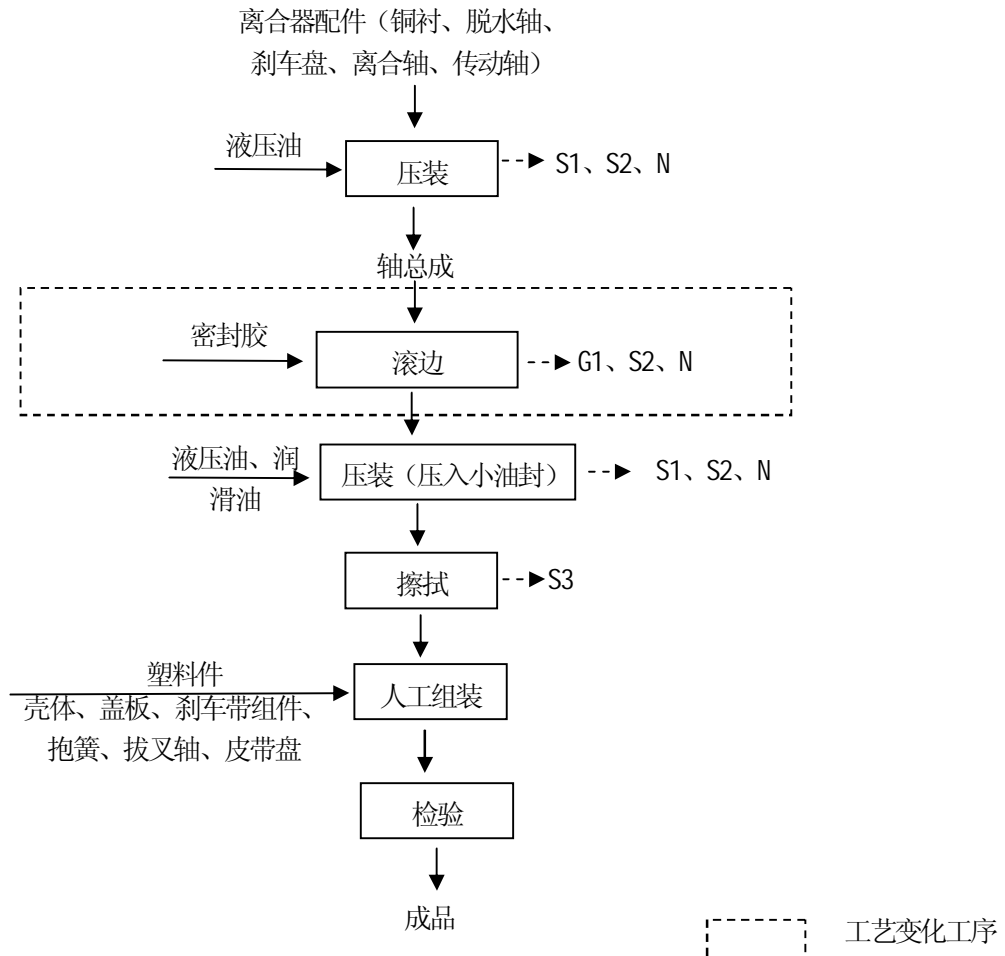 离合器配件（铜衬、脱水轴、
刹车盘、离合轴、传动轴）
液压油
压装
S1、S2、N
轴总成
密封胶
滚边
G1、S2、N
液压油、润
滑油
压装（压入小油封）
S1、S2、N
擦拭
S3
塑料件
壳体、盖板、刹车带组件、
抱簧、拔叉轴、皮带盘
人工组装
检验
成品
工艺变化工序